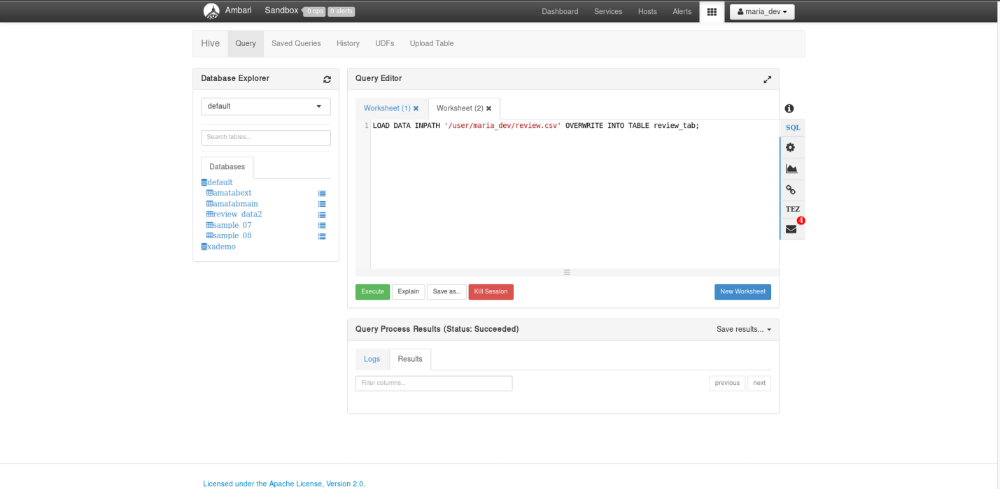 Ambari Sandbox 0 ops 0 alerts Dashboard Services Hosts Alerts maria_dev
Hive Query Saved Queries History UDFs Upload Table
Database Explorer
default
Search tables...
Databases
default
amatabext
amatabmain
review_data2
sample_07
sample_08
xademo
Query Editor
Worksheet (1) Worksheet (2)
1 LOAD DATA INPATH '/user/maria_dev/review.csv' OVERWRITE INTO TABLE review_tab;
Execute Explain Save as... Kill Session New Worksheet
SQL
TEZ
4
Query Process Results (Status: Succeeded) Save results...
Logs Results
Filter columns... previous next
Licensed under the Apache License, Version 2.0.